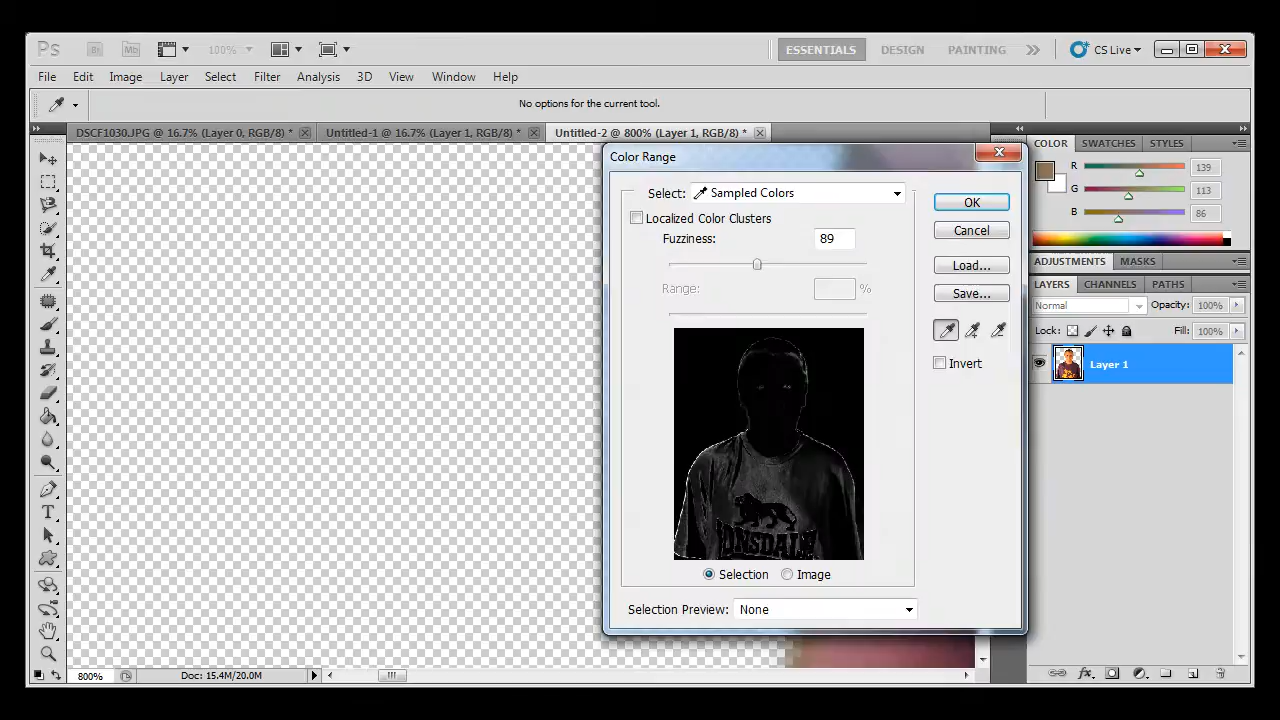 Ps Br Mb 100% ESSENTIALS DESIGN PAINTING CS Live
File Edit Image Layer Select Filter Analysis 3D View Window Help
No options for the current tool.
DSCF1030.JPG @ 16.7% (Layer 0, RGB/8) * Untitled-1 @ 16.7% (Layer 1, RGB/8) * Untitled-2 @ 800% (Layer 1, RGB/8) *
Color Range
Select: Sampled Colors
Localized Color Clusters
Fuzziness: 89
Range: %
LONSDALE
Selection Image
Selection Preview: None
OK
Cancel
Load...
Save...
Invert
COLOR SWATCHES STYLES
R 139
G 113
B 86
ADJUSTMENTS MASKS
LAYERS CHANNELS PATHS
Normal Opacity: 100%
Lock: Fill: 100%
Layer 1
T
800% Doc: 15.4M/20.0M
fx